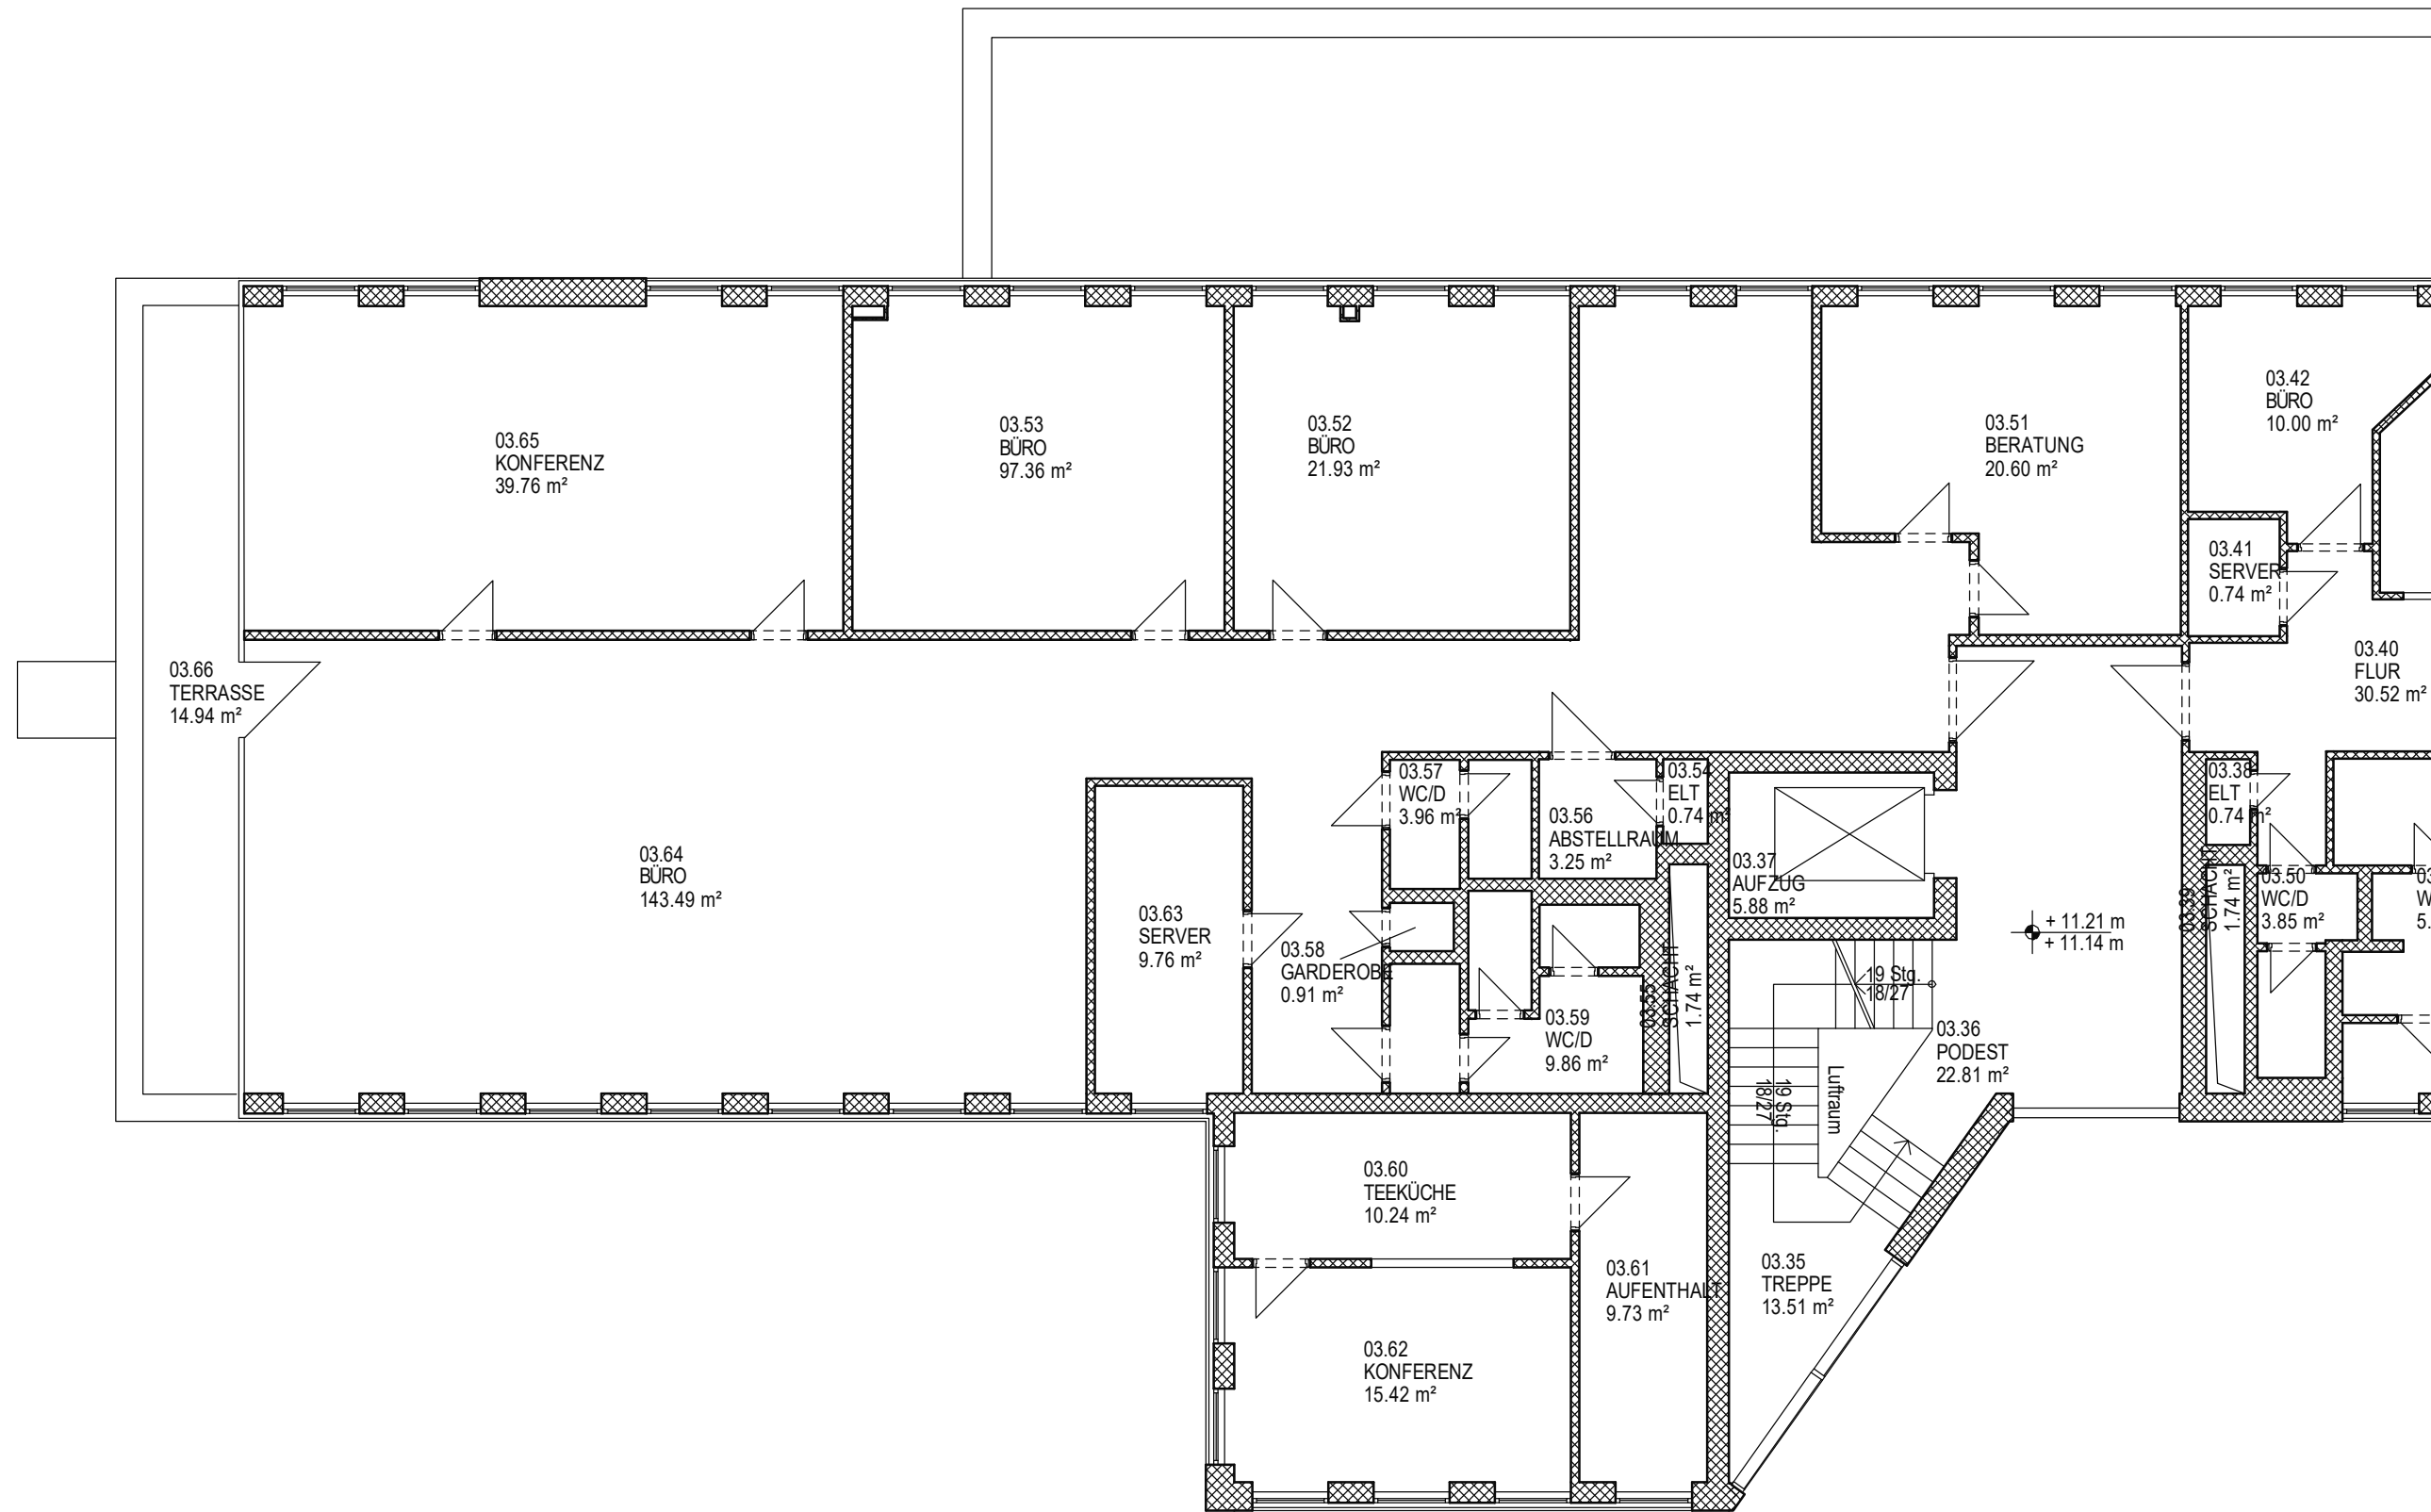 03.65
KONFERENZ
39.76 m²
03.53
BÜRO
97.36 m²
03.52
BÜRO
21.93 m²
03.51
BERATUNG
20.60 m²
03.42
BÜRO
10.00 m²
03.41
SERVER
0.74 m²
03.40
FLUR
30.52 m²
03.66
TERRASSE
14.94 m²
03.64
BÜRO
143.49 m²
03.63
SERVER
9.76 m²
03.57
WC/D
3.96 m²
03.58
GARDEROBE
0.91 m²
03.56
ABSTELLRAUM
3.25 m²
03.54
ELT
0.74 m²
03.37
AUFZUG
5.88 m²
03.59
WC/D
9.86 m²
03.55
SCHACHT
1.74 m²
+ 11.21 m
+ 11.14 m
19 Stg.
18/27
19 Stg.
18/27
Luftraum
03.36
PODEST
22.81 m²
03.38
ELT
0.74 m²
03.39
SCHACHT
1.74 m²
03.50
WC/D
3.85 m²
03.60
TEEKÜCHE
10.24 m²
03.61
AUFENTHALT
9.73 m²
03.35
TREPPE
13.51 m²
03.62
KONFERENZ
15.42 m²